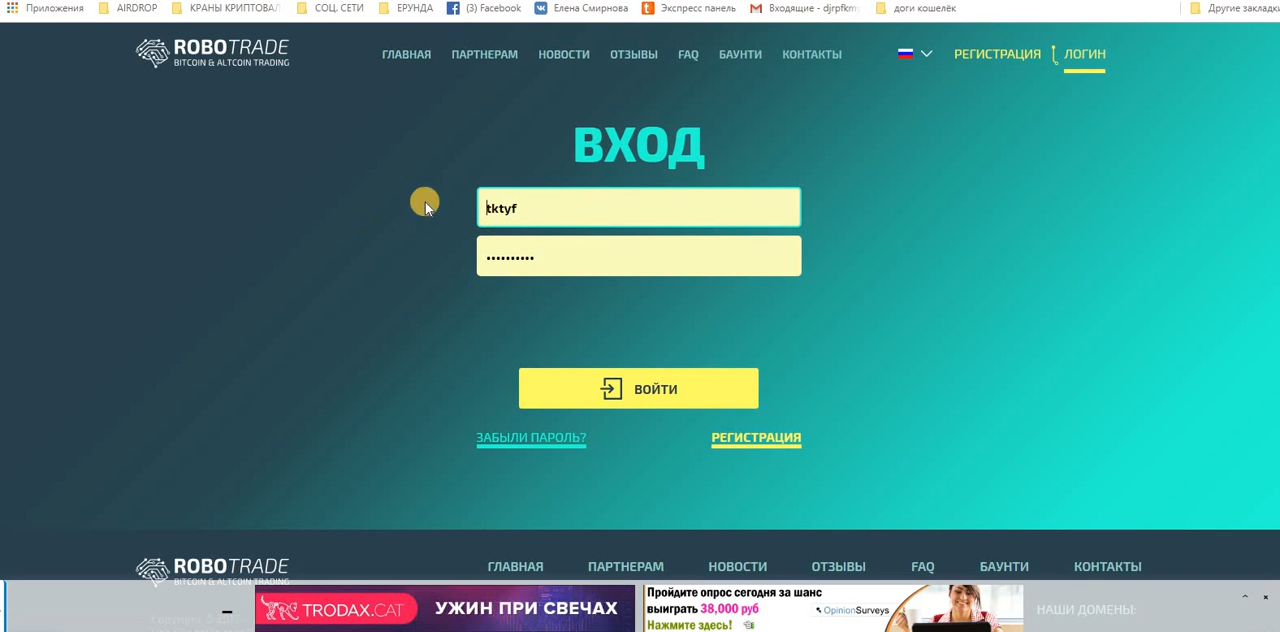 Приложения AIRDROP КРАНЫ КРИПТОВАЛ СОЦ. СЕТИ ЕРУНДА (3) Facebook Елена Смирнова Экспресс панель Входящие - djrpfkm доги кошелёк Другие закладки
ROBOTRADE
BITCOIN & ALTCOIN TRADING
ГЛАВНАЯ ПАРТНЕРАМ НОВОСТИ ОТЗЫВЫ FAQ БАУНТИ КОНТАКТЫ РЕГИСТРАЦИЯ ЛОГИН
ВХОД
tktyf
••••••••••
ВОЙТИ
ЗАБЫЛИ ПАРОЛЬ? РЕГИСТРАЦИЯ
ROBOTRADE
BITCOIN & ALTCOIN TRADING
ГЛАВНАЯ ПАРТНЕРАМ НОВОСТИ ОТЗЫВЫ FAQ БАУНТИ КОНТАКТЫ
TRODAX.CAT УЖИН ПРИ СВЕЧАХ
Пройдите опрос сегодня за шанс
выиграть 38,000 руб
Нажмите здесь!
OpinionSurveys
НАШИ ДОМЕНЫ: